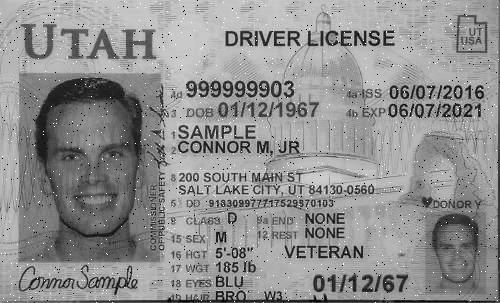 UTAH
DRIVER LICENSE
UT
USA
4d 999999903
4a ISS 06/07/2016
3 DOB 01/12/1967
4b EXP 06/07/2021
1 SAMPLE
2 CONNOR M, JR
8 200 SOUTH MAIN ST
SALT LAKE CITY, UT 84130-0560
5 DD
DONOR Y
9 CLASS D
9a END NONE
15 SEX M
12 REST NONE
16 HGT 5'-08"
VETERAN
17 WGT 185 lb
18 EYES BLU
01/12/67
19 HAIR BRO W3
COMMISSIONER
OF PUBLIC SAFETY
Connor Sample